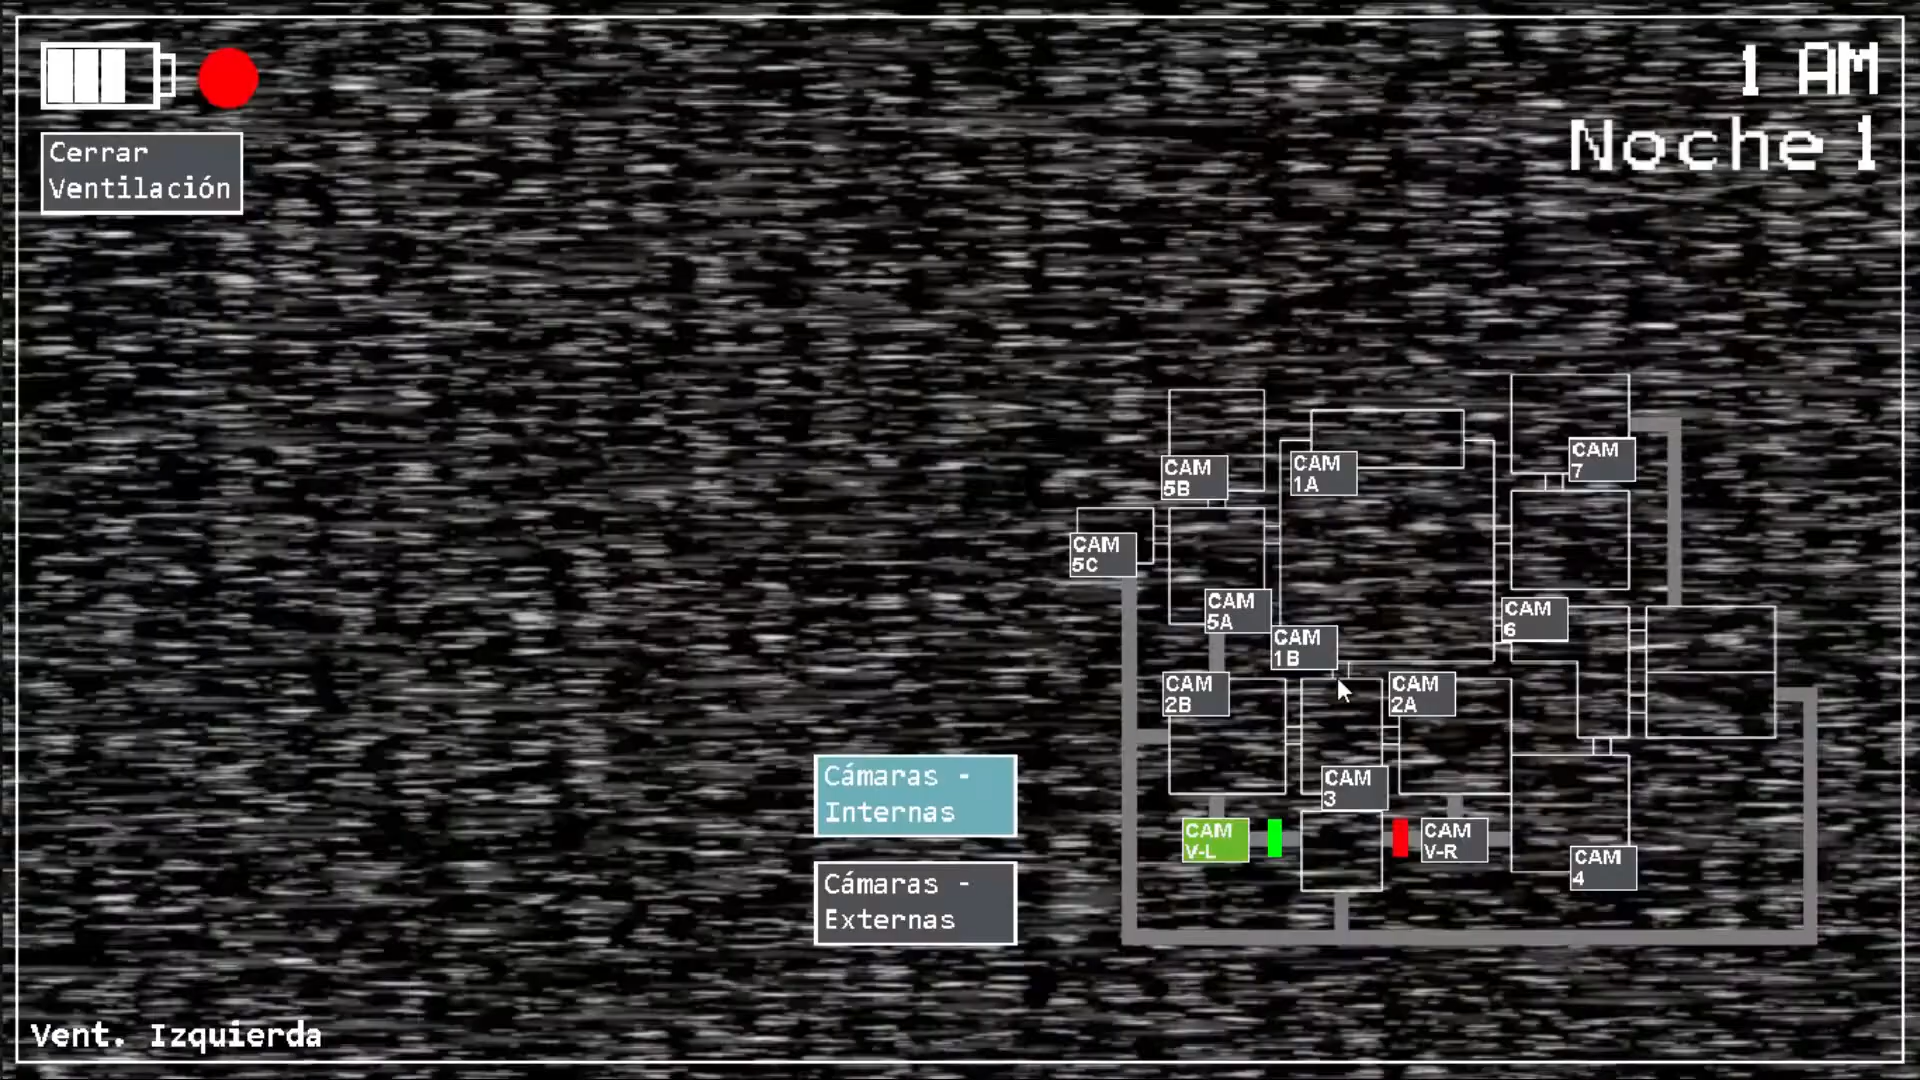 1 AM
Noche 1
Cerrar
Ventilación
CAM
7
CAM
5B
CAM
1A
CAM
5C
CAM
5A
CAM
6
CAM
1B
CAM
2B
CAM
2A
Cámaras -
Internas
CAM
3
CAM
V-L
CAM
V-R
CAM
4
Cámaras -
Externas
Vent. Izquierda